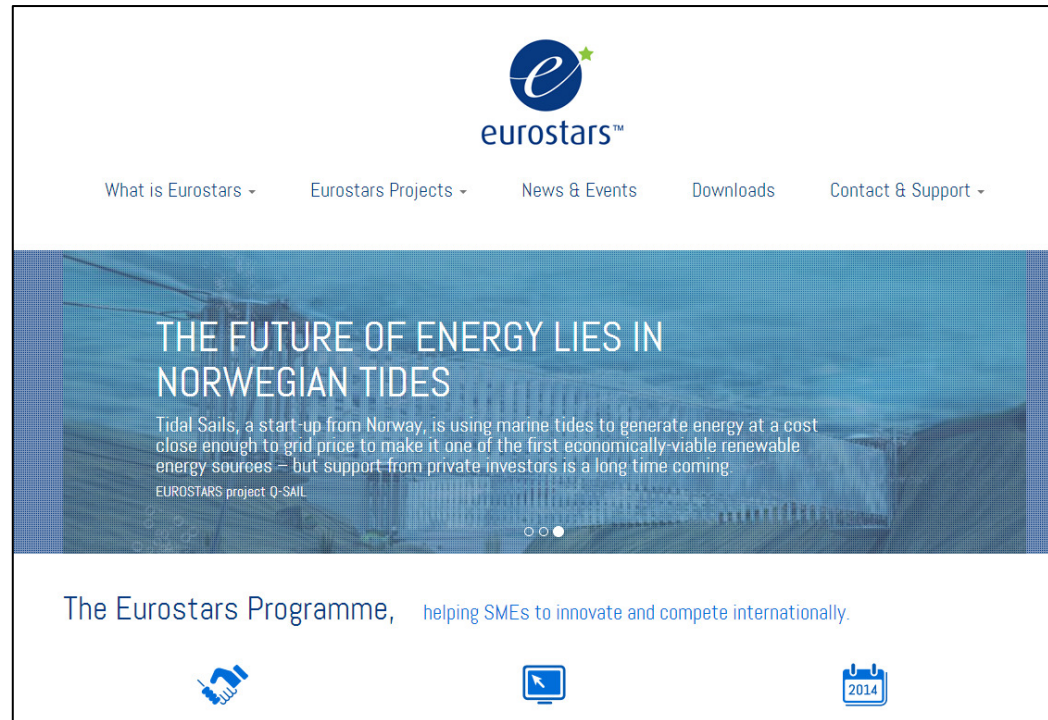 e
eurostars™
What is Eurostars Eurostars Projects News & Events Downloads Contact & Support
THE FUTURE OF ENERGY LIES IN
NORWEGIAN TIDES
Tidal Sails, a start-up from Norway, is using marine tides to generate energy at a cost
close enough to grid price to make it one of the first economically-viable renewable
energy sources – but support from private investors is a long time coming.
EUROSTARS project Q-SAIL
The Eurostars Programme, helping SMEs to innovate and compete internationally.
2014